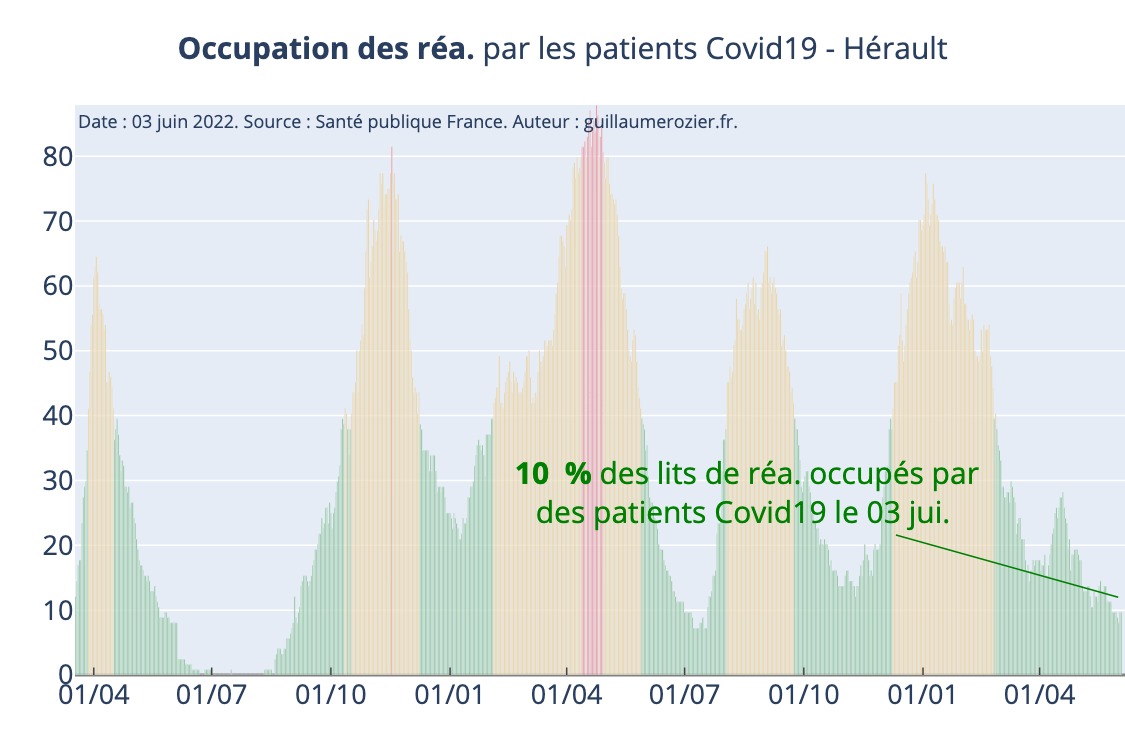 Occupation des réa. par les patients Covid19 - Hérault
Date : 03 juin 2022. Source : Santé publique France. Auteur : guillaumerozier.fr.
80
70
60
50
40
30
20
10
0
10 % des lits de réa. occupés par
des patients Covid19 le 03 jui.
01/04 01/07 01/10 01/01 01/04 01/07 01/10 01/01 01/04